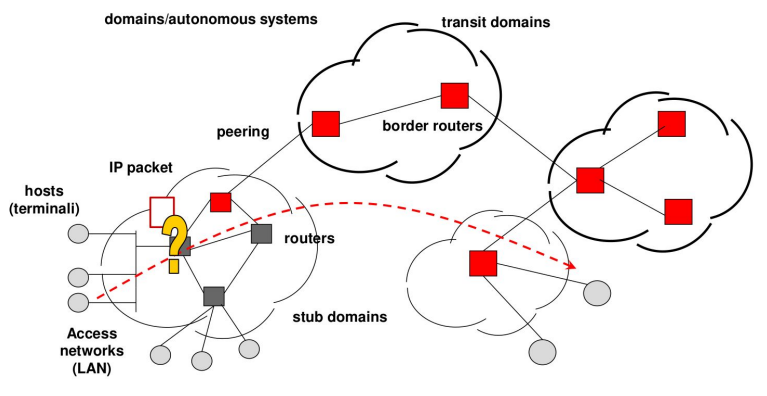 domains/autonomous systems
transit domains
border routers
peering
IP packet
hosts
(terminali)
routers
stub domains
Access
networks
(LAN)
?